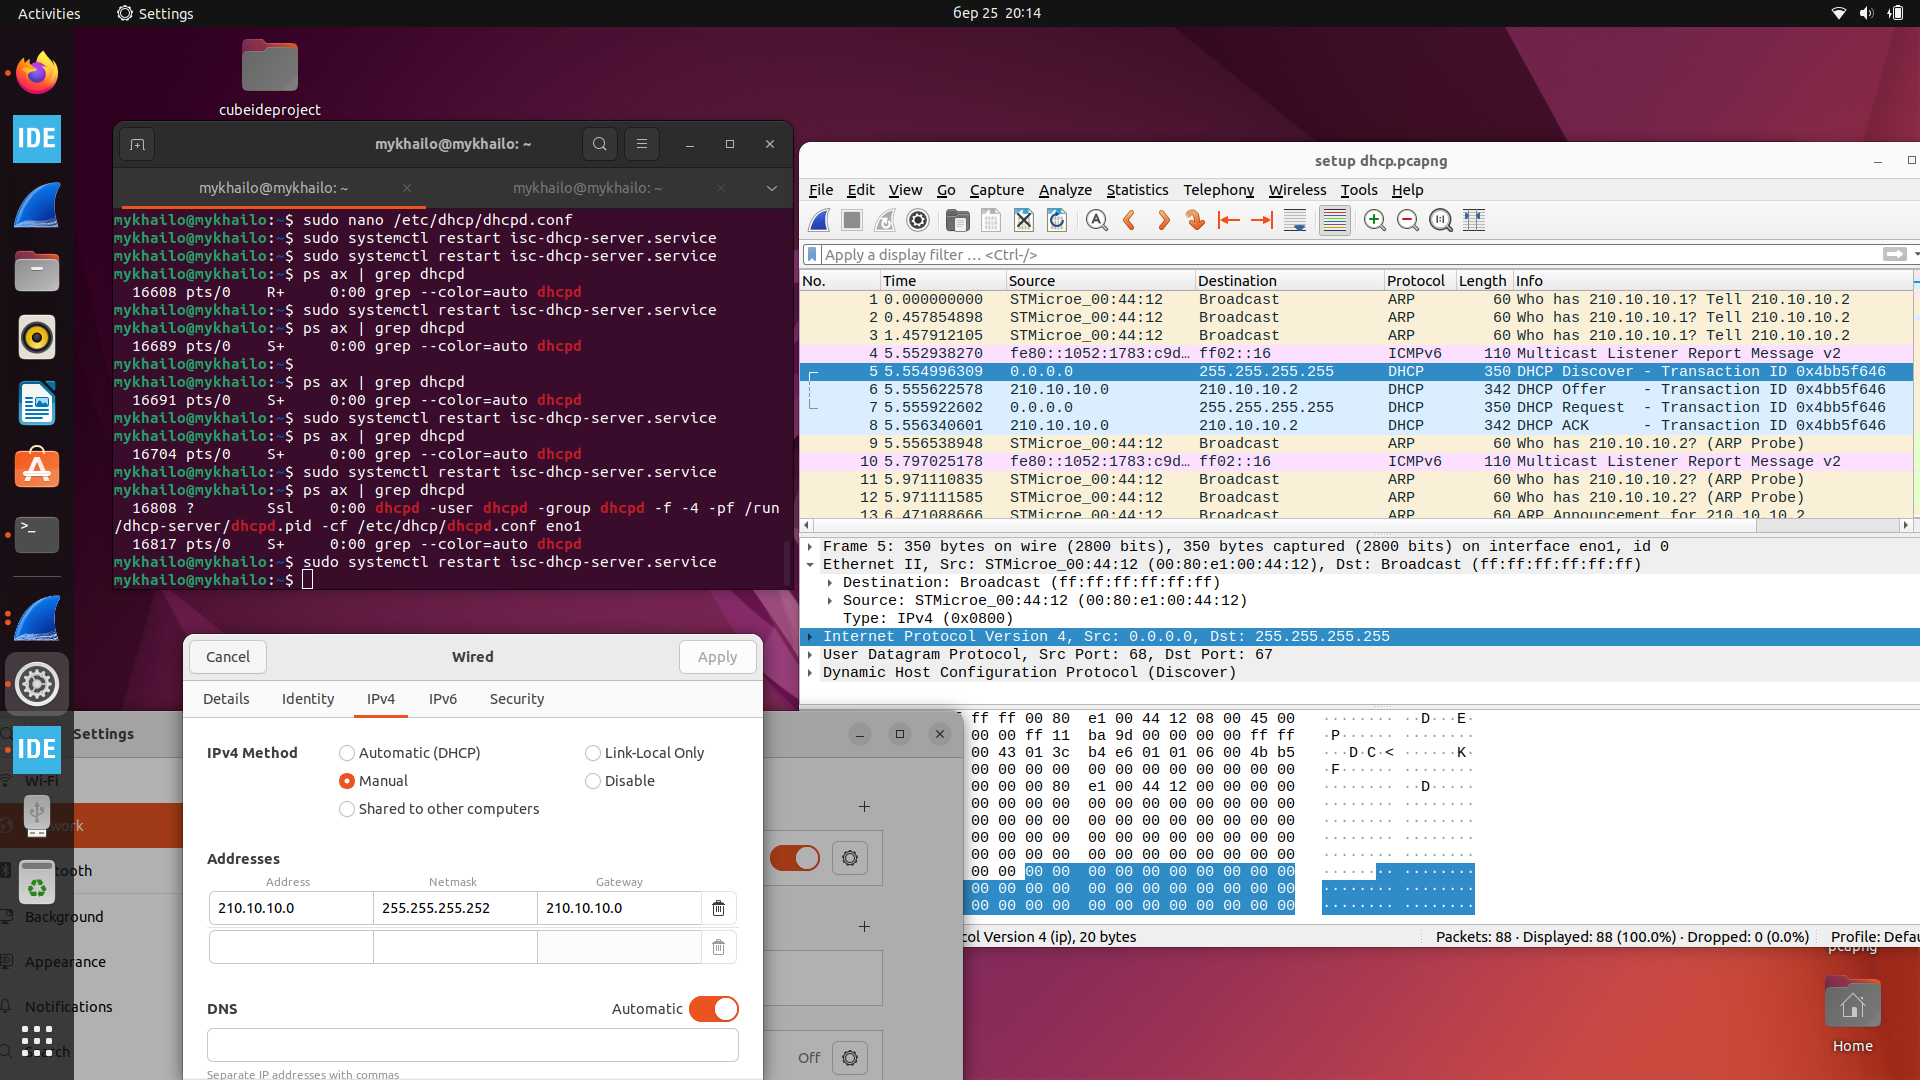 Activities
Settings
бер 25 20:14
cubeideproject
IDE
mykhailo@mykhailo: ~
mykhailo@mykhailo: ~
mykhailo@mykhailo: ~
mykhailo@mykhailo:~$ sudo nano /etc/dhcp/dhcpd.conf
mykhailo@mykhailo:~$ sudo systemctl restart isc-dhcp-server.service
mykhailo@mykhailo:~$ sudo systemctl restart isc-dhcp-server.service
mykhailo@mykhailo:~$ ps ax | grep dhcpd
16608 pts/0 R+ 0:00 grep --color=auto dhcpd
mykhailo@mykhailo:~$ sudo systemctl restart isc-dhcp-server.service
mykhailo@mykhailo:~$ ps ax | grep dhcpd
16689 pts/0 S+ 0:00 grep --color=auto dhcpd
mykhailo@mykhailo:~$
mykhailo@mykhailo:~$ ps ax | grep dhcpd
16691 pts/0 S+ 0:00 grep --color=auto dhcpd
mykhailo@mykhailo:~$ sudo systemctl restart isc-dhcp-server.service
mykhailo@mykhailo:~$ ps ax | grep dhcpd
16704 pts/0 S+ 0:00 grep --color=auto dhcpd
mykhailo@mykhailo:~$ sudo systemctl restart isc-dhcp-server.service
mykhailo@mykhailo:~$ ps ax | grep dhcpd
16808 ? Ssl 0:00 dhcpd -user dhcpd -group dhcpd -f -4 -pf /run
/dhcp-server/dhcpd.pid -cf /etc/dhcp/dhcpd.conf eno1
16817 pts/0 S+ 0:00 grep --color=auto dhcpd
mykhailo@mykhailo:~$ sudo systemctl restart isc-dhcp-server.service
mykhailo@mykhailo:~$
setup dhcp.pcapng
File Edit View Go Capture Analyze Statistics Telephony Wireless Tools Help
Apply a display filter … <Ctrl-/>
No. Time Source Destination Protocol Length Info
1 0.000000000 STMicroe_00:44:12 Broadcast ARP 60 Who has 210.10.10.1? Tell 210.10.10.2
2 0.457854898 STMicroe_00:44:12 Broadcast ARP 60 Who has 210.10.10.1? Tell 210.10.10.2
3 1.457912105 STMicroe_00:44:12 Broadcast ARP 60 Who has 210.10.10.1? Tell 210.10.10.2
4 5.552938270 fe80::1052:1783:c9d… ff02::16 ICMPv6 110 Multicast Listener Report Message v2
5 5.554996309 0.0.0.0 255.255.255.255 DHCP 350 DHCP Discover - Transaction ID 0x4bb5f646
6 5.555622578 210.10.10.0 210.10.10.2 DHCP 342 DHCP Offer - Transaction ID 0x4bb5f646
7 5.555922602 0.0.0.0 255.255.255.255 DHCP 350 DHCP Request - Transaction ID 0x4bb5f646
8 5.556340601 210.10.10.0 210.10.10.2 DHCP 342 DHCP ACK - Transaction ID 0x4bb5f646
9 5.556538948 STMicroe_00:44:12 Broadcast ARP 60 Who has 210.10.10.2? (ARP Probe)
10 5.797025178 fe80::1052:1783:c9d… ff02::16 ICMPv6 110 Multicast Listener Report Message v2
11 5.971110835 STMicroe_00:44:12 Broadcast ARP 60 Who has 210.10.10.2? (ARP Probe)
12 5.971111585 STMicroe_00:44:12 Broadcast ARP 60 Who has 210.10.10.2? (ARP Probe)
13 6.471088666 STMicroe_00:44:12 Broadcast ARP 60 ARP Announcement for 210.10.10.2
Frame 5: 350 bytes on wire (2800 bits), 350 bytes captured (2800 bits) on interface eno1, id 0
Ethernet II, Src: STMicroe_00:44:12 (00:80:e1:00:44:12), Dst: Broadcast (ff:ff:ff:ff:ff:ff)
Destination: Broadcast (ff:ff:ff:ff:ff:ff)
Source: STMicroe_00:44:12 (00:80:e1:00:44:12)
Type: IPv4 (0x0800)
Internet Protocol Version 4, Src: 0.0.0.0, Dst: 255.255.255.255
User Datagram Protocol, Src Port: 68, Dst Port: 67
Dynamic Host Configuration Protocol (Discover)
ff ff 00 80 e1 00 44 12 08 00 45 00 ········ ··D···E·
00 00 ff 11 ba 9d 00 00 00 00 ff ff ·P······ ········
00 43 01 3c b4 e6 01 01 06 00 4b b5 ···D·C·< ······K·
00 00 00 00 00 00 00 00 00 00 00 00 ·F······ ········
00 00 00 80 e1 00 44 12 00 00 00 00 ········ ··D·····
00 00 00 00 00 00 00 00 00 00 00 00 ········ ········
00 00 00 00 00 00 00 00 00 00 00 00 ········ ········
00 00 00 00 00 00 00 00 00 00 00 00 ········ ········
00 00 00 00 00 00 00 00 00 00 00 00 ········ ········
00 00 00 00 00 00 00 00 00 00 00 00 ········ ········
00 00 00 00 00 00 00 00 00 00 00 00 ········ ········
00 00 00 00 00 00 00 00 00 00 00 00 ········ ········
col Version 4 (ip), 20 bytes
Packets: 88 · Displayed: 88 (100.0%) · Dropped: 0 (0.0%)
Profile: Defau
pcapng
Home
Cancel
Wired
Apply
Details Identity IPv4 IPv6 Security
IPv4 Method
Automatic (DHCP)
Link-Local Only
Manual
Disable
Shared to other computers
Addresses
Address Netmask Gateway
210.10.10.0 255.255.255.252 210.10.10.0
DNS
Automatic
Separate IP addresses with commas
Settings
IDE
Wi-Fi
work
tooth
Background
Appearance
Notifications
Search
Off